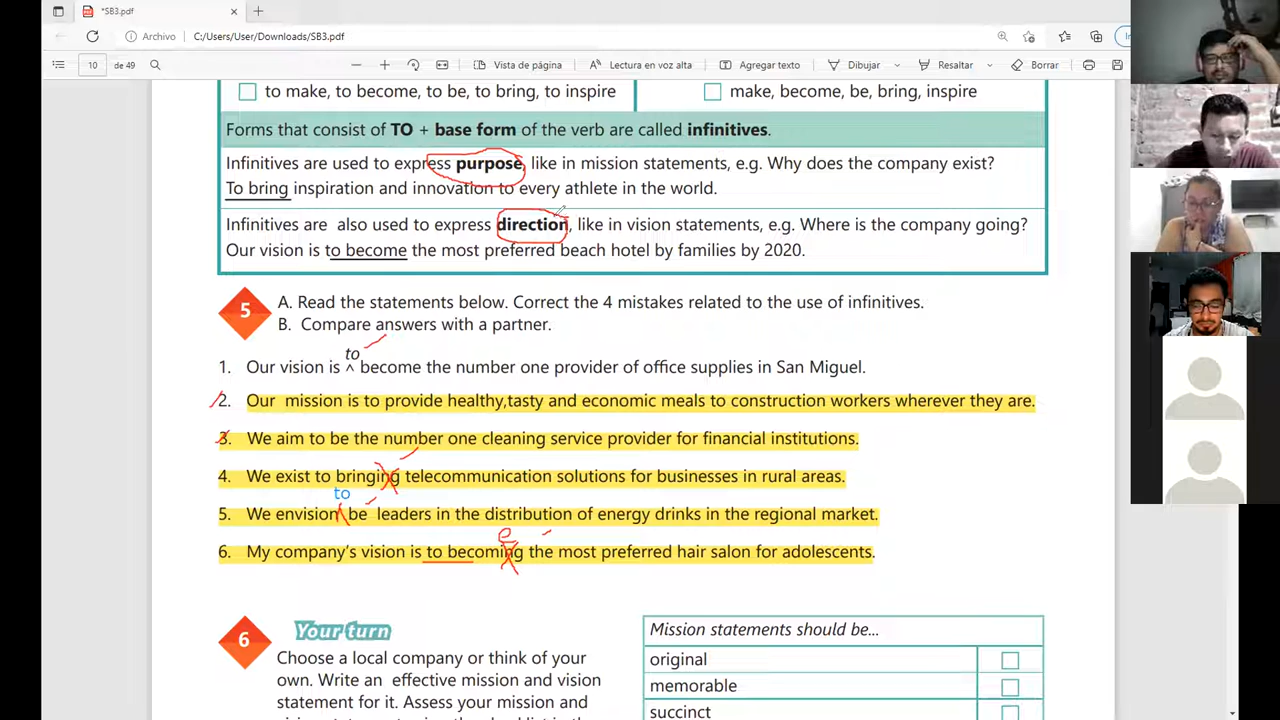 *SB3.pdf
Archivo C:/Users/User/Downloads/SB3.pdf
10 de 49 Vista de página Lectura en voz alta Agregar texto Dibujar Resaltar Borrar
to make, to become, to be, to bring, to inspire make, become, be, bring, inspire
Forms that consist of TO + base form of the verb are called infinitives.
Infinitives are used to express purpose, like in mission statements, e.g. Why does the company exist?
To bring inspiration and innovation to every athlete in the world.
Infinitives are also used to express direction, like in vision statements, e.g. Where is the company going?
Our vision is to become the most preferred beach hotel by families by 2020.
5 A. Read the statements below. Correct the 4 mistakes related to the use of infinitives.
B. Compare answers with a partner.
to
1. Our vision is ^ become the number one provider of office supplies in San Miguel.
2. Our mission is to provide healthy,tasty and economic meals to construction workers wherever they are.
3. We aim to be the number one cleaning service provider for financial institutions.
4. We exist to bringing telecommunication solutions for businesses in rural areas.
to
5. We envision be leaders in the distribution of energy drinks in the regional market.
e
6. My company's vision is to becoming the most preferred hair salon for adolescents.
6 Your turn
Choose a local company or think of your
own. Write an effective mission and vision
statement for it. Assess your mission and
Mission statements should be...
original
memorable
succinct